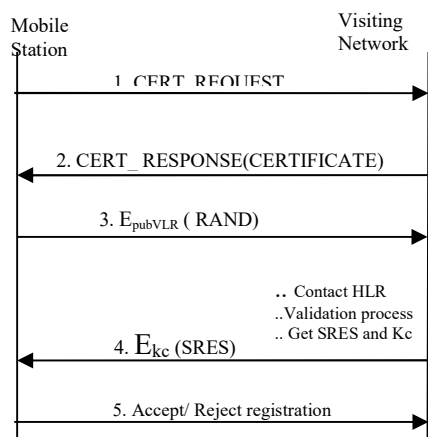 Mobile Station
Visiting Network
1. CERT_REQUEST
2. CERT_ RESPONSE(CERTIFICATE)
3. EpubVLR ( RAND)
.. Contact HLR
..Validation process
.. Get SRES and Kc
4. Ekc (SRES)
5. Accept/ Reject registration